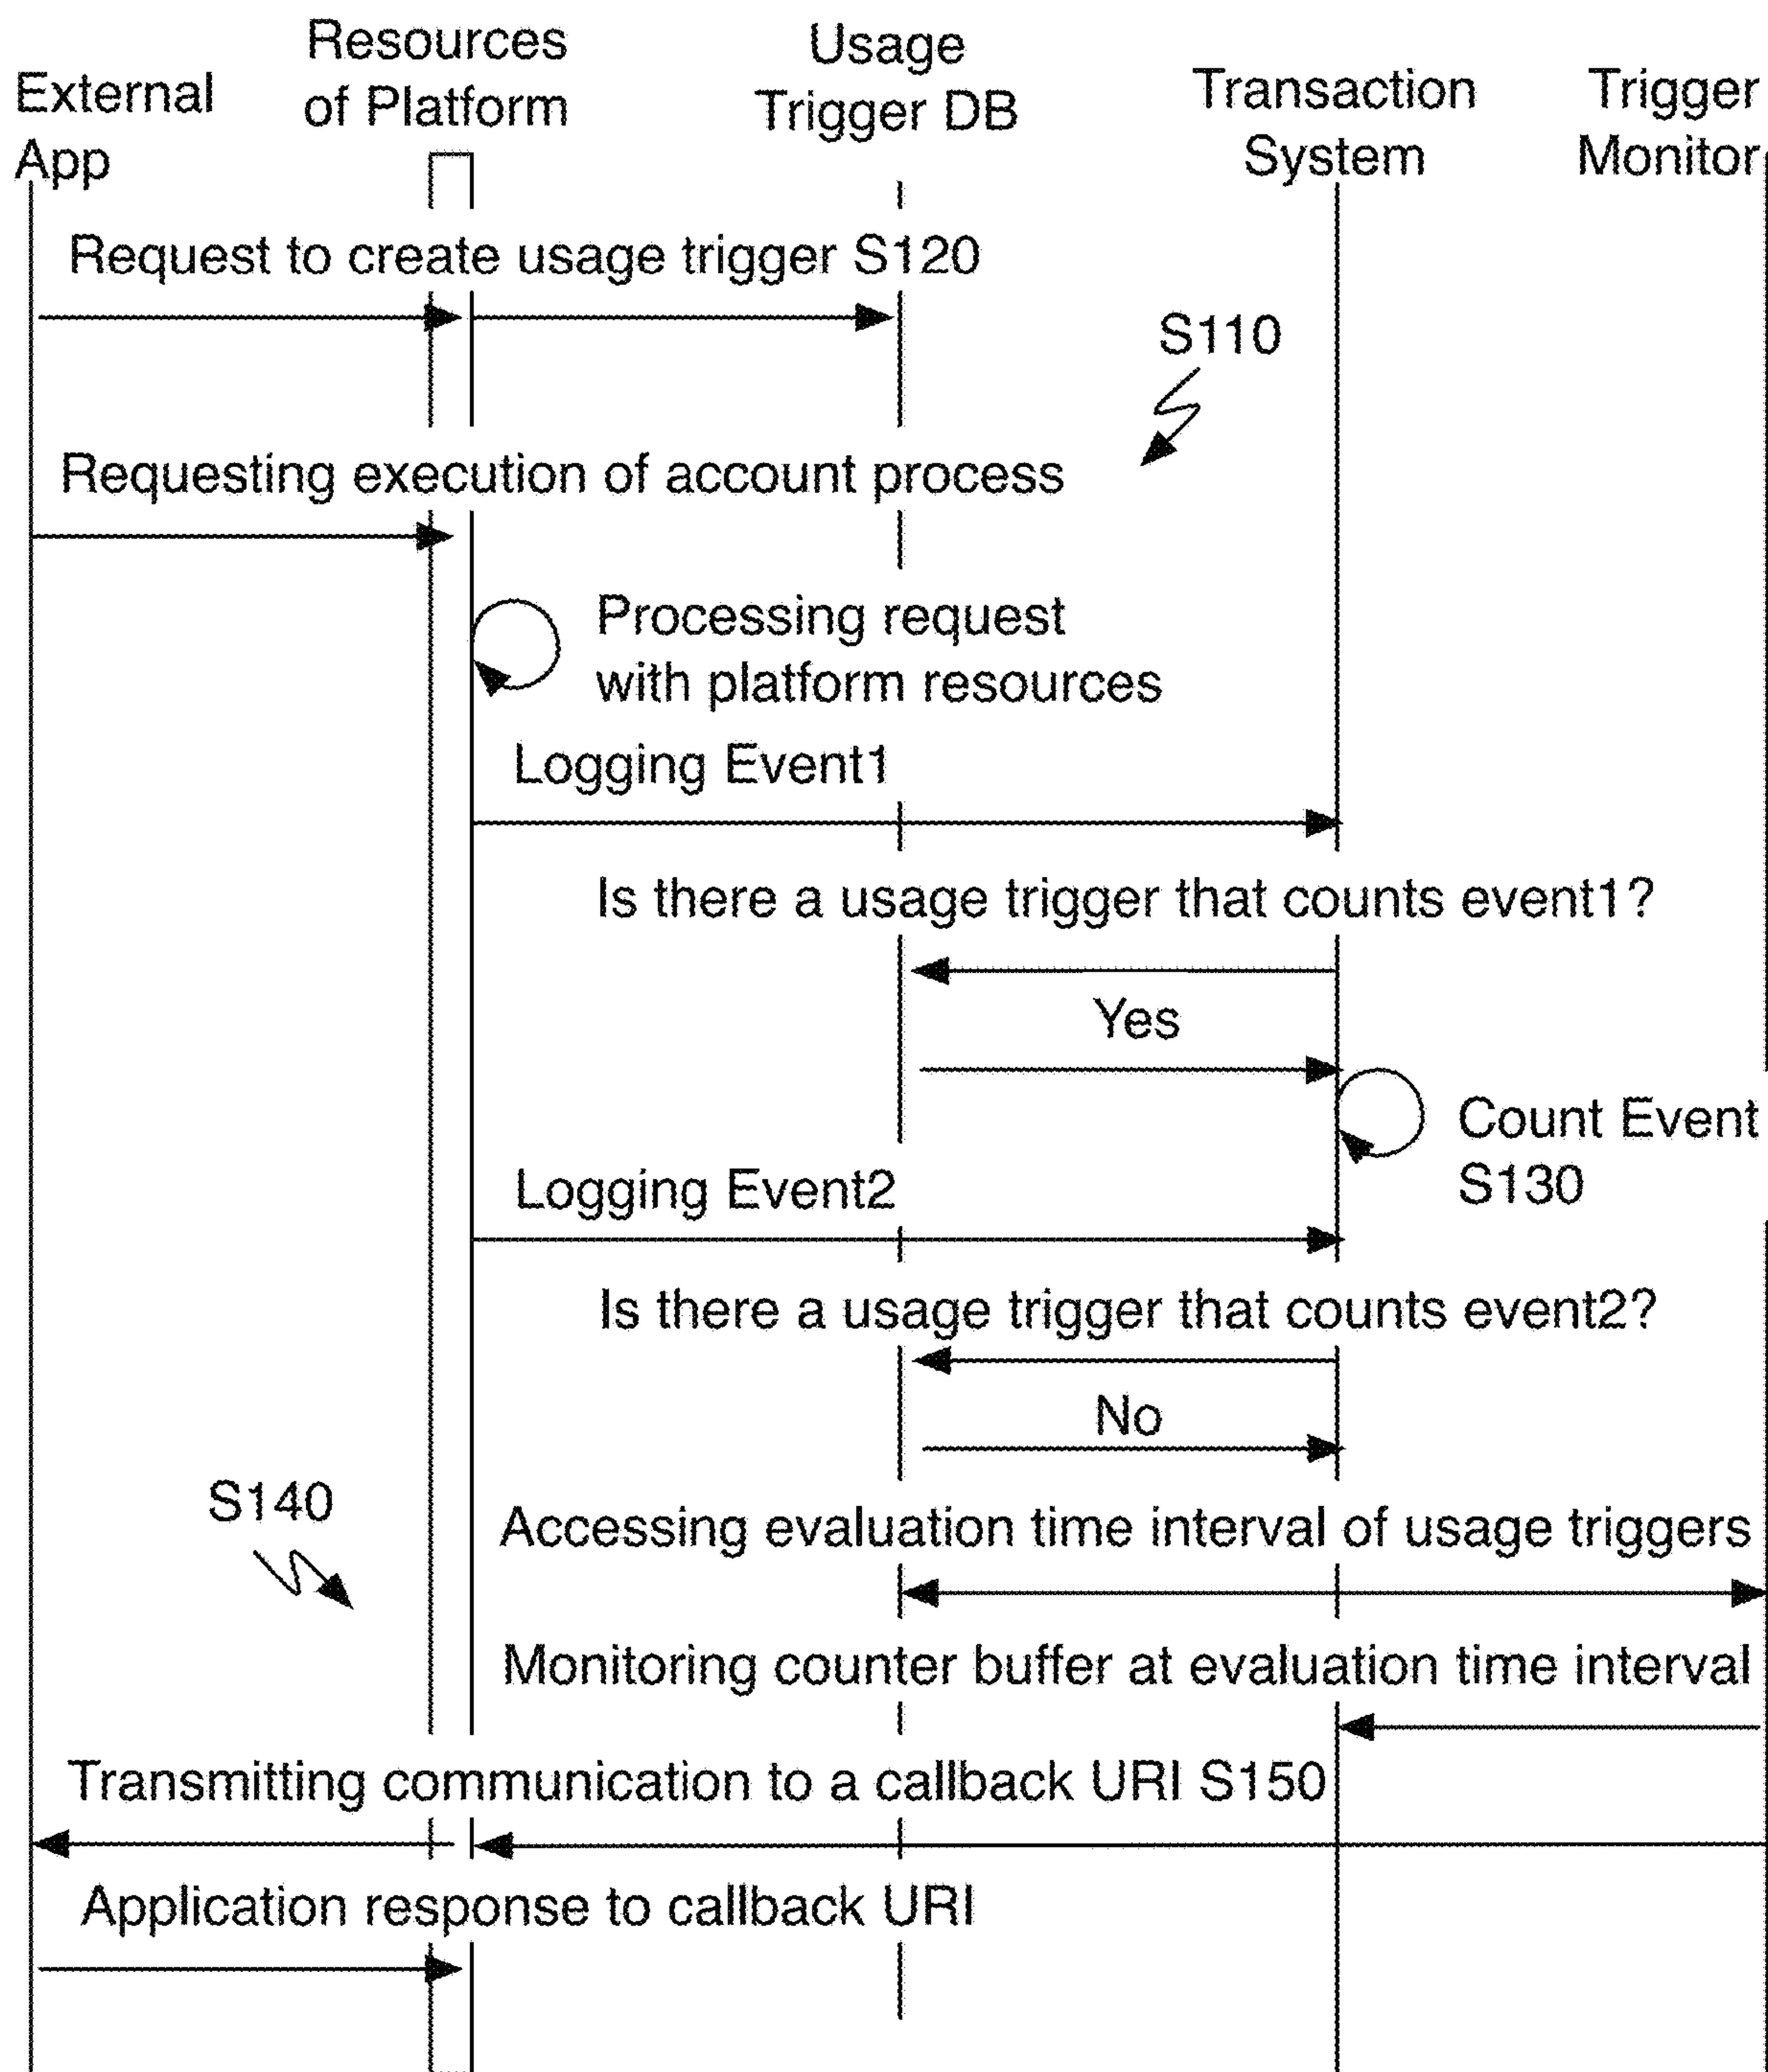 External
App
Resources
of Platform
Usage
Trigger DB
Transaction
System
Trigger
Monitor
Request to create usage trigger S120
S110
Requesting execution of account process
Processing request
with platform resources
Logging Event1
Is there a usage trigger that counts event1?
Yes
Count Event
S130
Logging Event2
Is there a usage trigger that counts event2?
No
S140
Accessing evaluation time interval of usage triggers
Monitoring counter buffer at evaluation time interval
Transmitting communication to a callback URI S150
Application response to callback URI